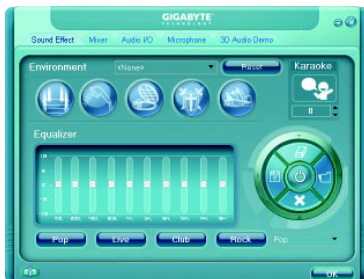 GIGABYTE
TECHNOLOGY
Sound Effect Mixer Audio I/O Microphone 3D Audio Demo
Environment <None> Reset Karaoke
0
Equalizer
Pop Live Club Rock Pop
OK